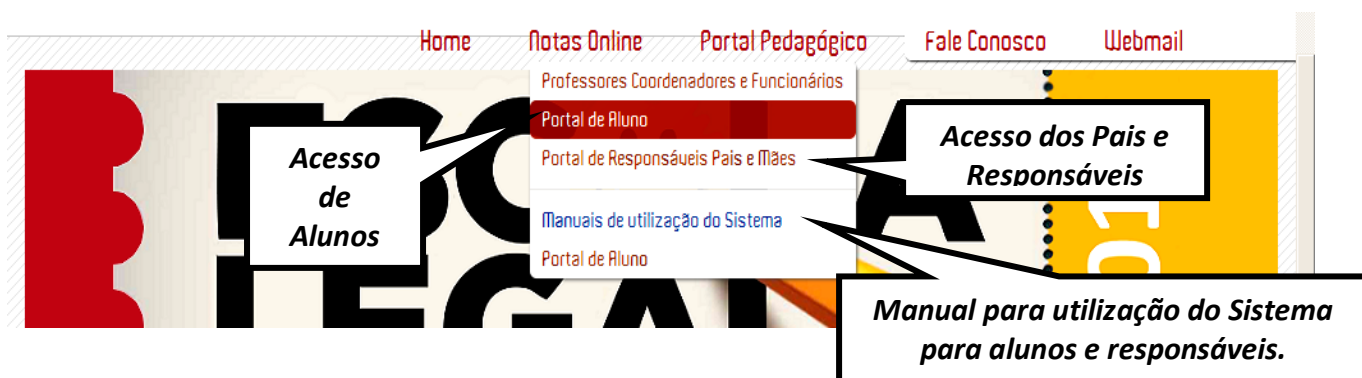 Home Notas Online Portal Pedagógico Fale Conosco Webmail
Professores Coordenadores e Funcionários
Portal de Aluno
Portal de Responsáveis Pais e Mães
Manuais de utilização do Sistema
Portal de Aluno
Acesso
de
Alunos
Acesso dos Pais e
Responsáveis
Manual para utilização do Sistema
para alunos e responsáveis.
01